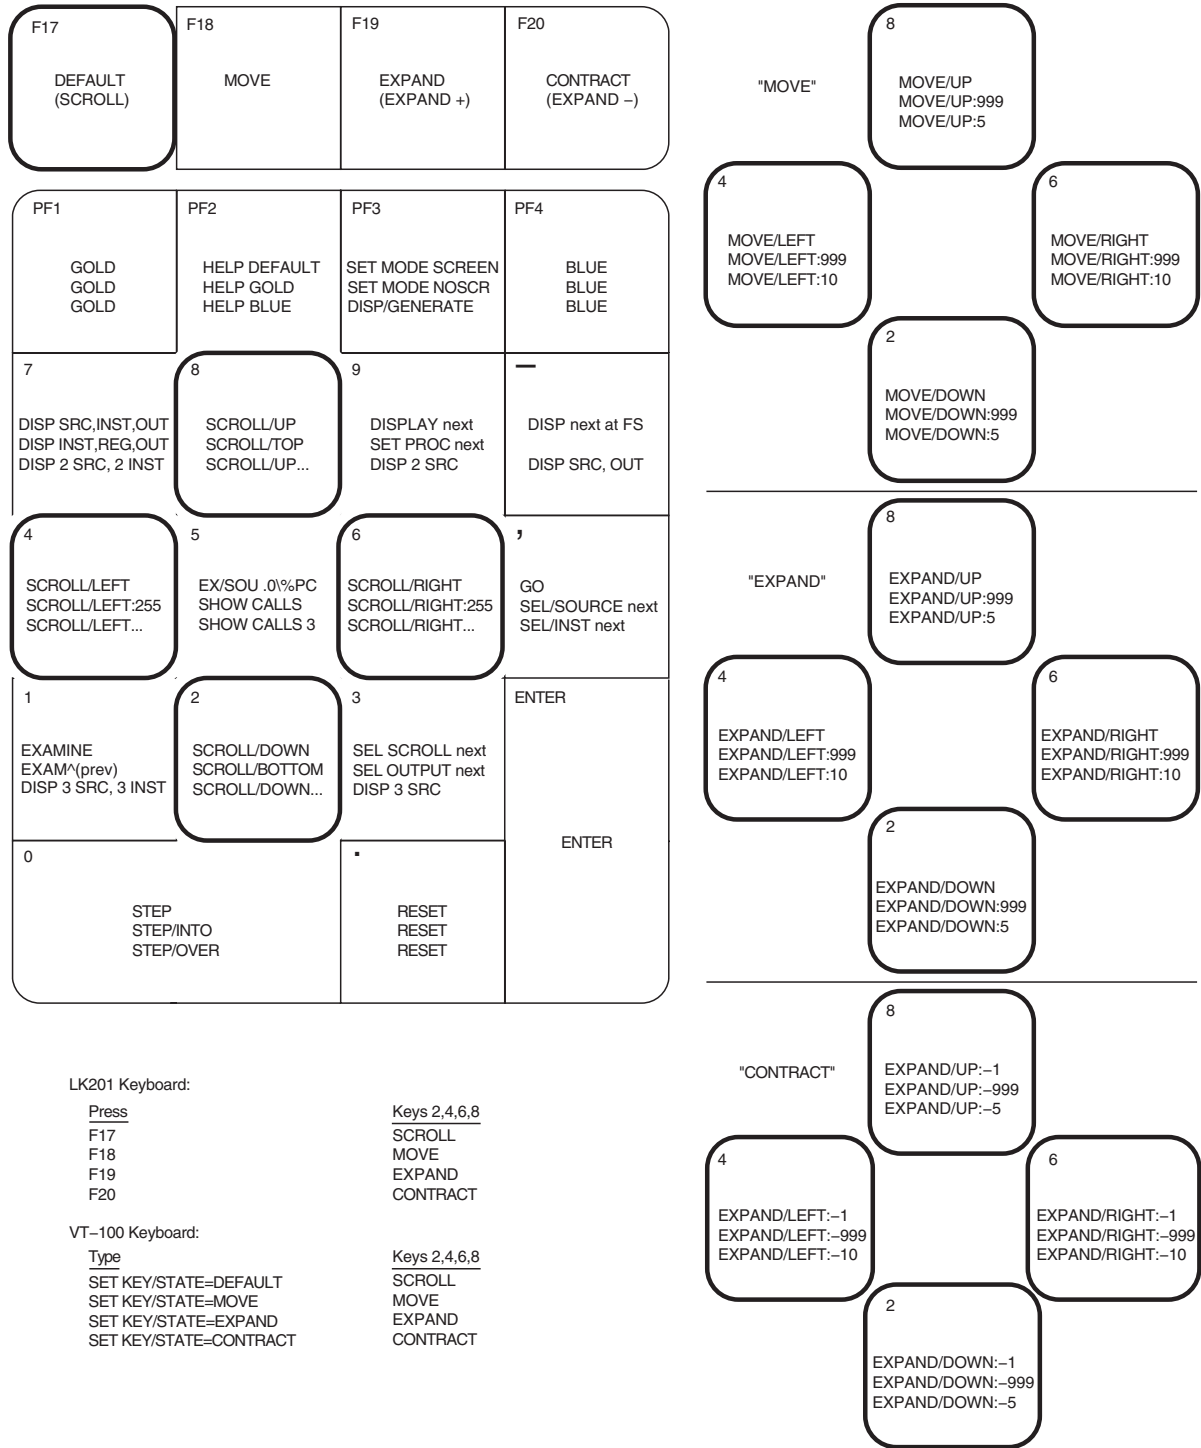 F17
DEFAULT
(SCROLL)
F18
MOVE
F19
EXPAND
(EXPAND +)
F20
CONTRACT
(EXPAND −)
PF1
GOLD
GOLD
GOLD
PF2
HELP DEFAULT
HELP GOLD
HELP BLUE
PF3
SET MODE SCREEN
SET MODE NOSCR
DISP/GENERATE
PF4
BLUE
BLUE
BLUE
7
DISP SRC,INST,OUT
DISP INST,REG,OUT
DISP 2 SRC, 2 INST
8
SCROLL/UP
SCROLL/TOP
SCROLL/UP...
9
DISPLAY next
SET PROC next
DISP 2 SRC
−
DISP next at FS
DISP SRC, OUT
4
SCROLL/LEFT
SCROLL/LEFT:255
SCROLL/LEFT...
5
EX/SOU .0\%PC
SHOW CALLS
SHOW CALLS 3
6
SCROLL/RIGHT
SCROLL/RIGHT:255
SCROLL/RIGHT...
,
GO
SEL/SOURCE next
SEL/INST next
1
EXAMINE
EXAM^(prev)
DISP 3 SRC, 3 INST
2
SCROLL/DOWN
SCROLL/BOTTOM
SCROLL/DOWN...
3
SEL SCROLL next
SEL OUTPUT next
DISP 3 SRC
ENTER
ENTER
0
STEP
STEP/INTO
STEP/OVER
.
RESET
RESET
RESET
LK201 Keyboard:
Press Keys 2,4,6,8
F17 SCROLL
F18 MOVE
F19 EXPAND
F20 CONTRACT
VT−100 Keyboard:
Type Keys 2,4,6,8
SET KEY/STATE=DEFAULT SCROLL
SET KEY/STATE=MOVE MOVE
SET KEY/STATE=EXPAND EXPAND
SET KEY/STATE=CONTRACT CONTRACT
"MOVE"
8
MOVE/UP
MOVE/UP:999
MOVE/UP:5
4
MOVE/LEFT
MOVE/LEFT:999
MOVE/LEFT:10
6
MOVE/RIGHT
MOVE/RIGHT:999
MOVE/RIGHT:10
2
MOVE/DOWN
MOVE/DOWN:999
MOVE/DOWN:5
"EXPAND"
8
EXPAND/UP
EXPAND/UP:999
EXPAND/UP:5
4
EXPAND/LEFT
EXPAND/LEFT:999
EXPAND/LEFT:10
6
EXPAND/RIGHT
EXPAND/RIGHT:999
EXPAND/RIGHT:10
2
EXPAND/DOWN
EXPAND/DOWN:999
EXPAND/DOWN:5
"CONTRACT"
8
EXPAND/UP:−1
EXPAND/UP:−999
EXPAND/UP:−5
4
EXPAND/LEFT:−1
EXPAND/LEFT:−999
EXPAND/LEFT:−10
6
EXPAND/RIGHT:−1
EXPAND/RIGHT:−999
EXPAND/RIGHT:−10
2
EXPAND/DOWN:−1
EXPAND/DOWN:−999
EXPAND/DOWN:−5